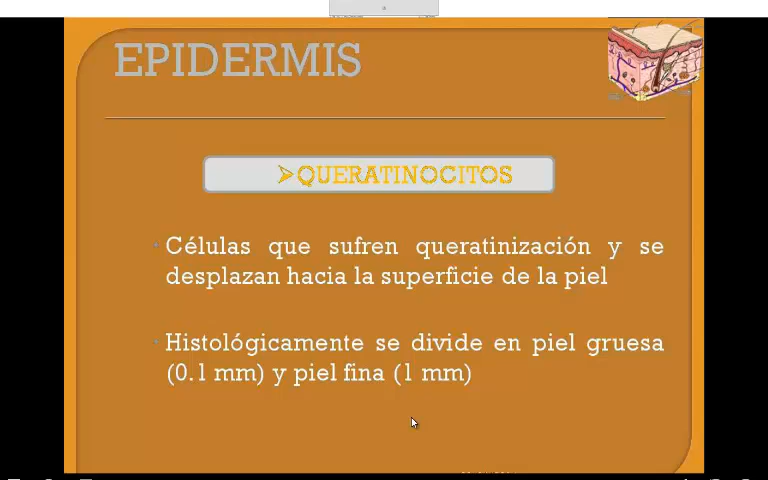 EPIDERMIS
➢QUERATINOCITOS
Células que sufren queratinización y se
desplazan hacia la superficie de la piel
Histológicamente se divide en piel gruesa
(0.1 mm) y piel fina (1 mm)